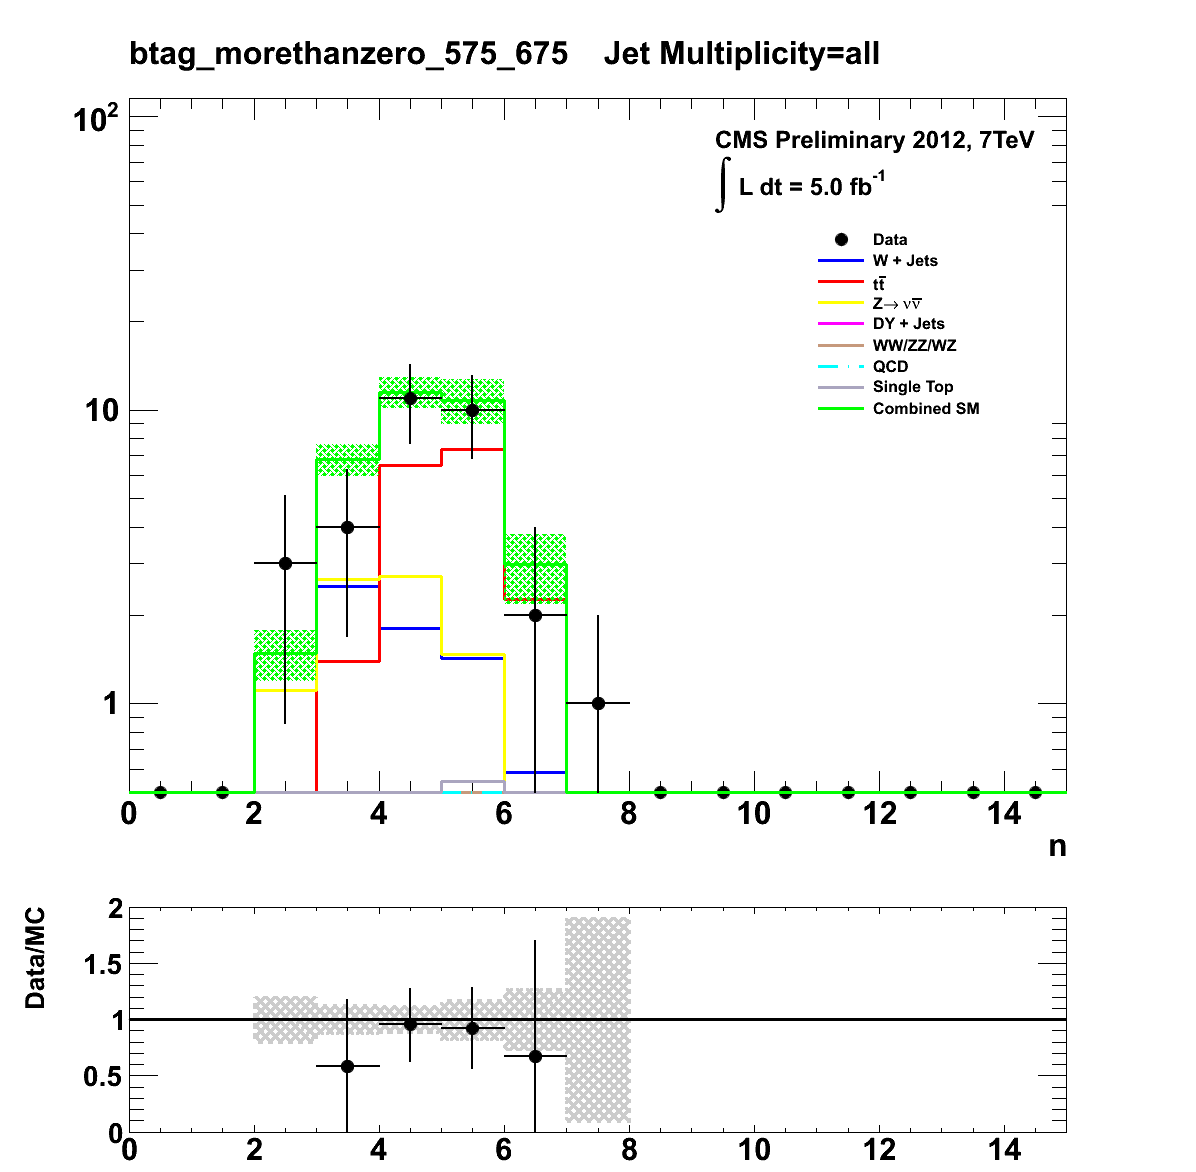 btag_morethanzero_575_675 Jet Multiplicity=all
10²
10
1
CMS Preliminary 2012, 7TeV
∫ L dt = 5.0 fb⁻¹
Data
W + Jets
tt̅
Z→ νν̅
DY + Jets
WW/ZZ/WZ
QCD
Single Top
Combined SM
0 2 4 6 8 10 12 14
n
Data/MC
2
1.5
1
0.5
0
0 2 4 6 8 10 12 14